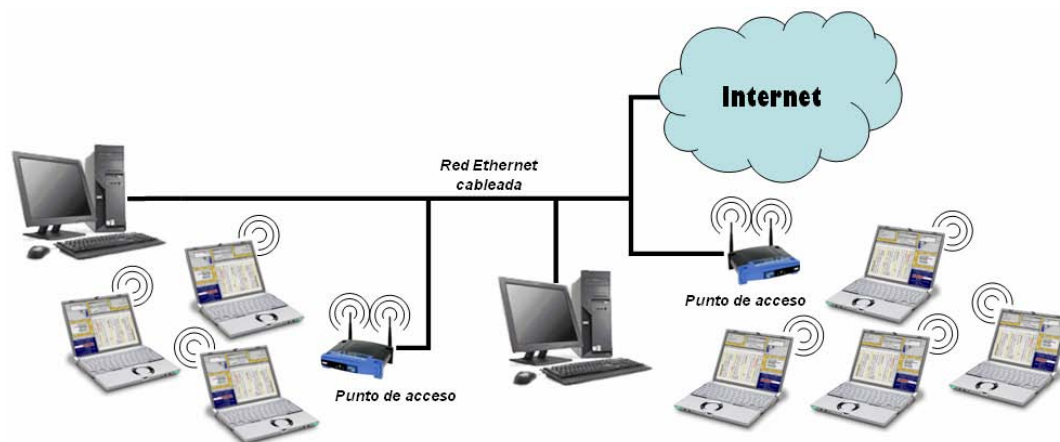 Internet
Red Ethernet
cableada
Punto de acceso
Punto de acceso